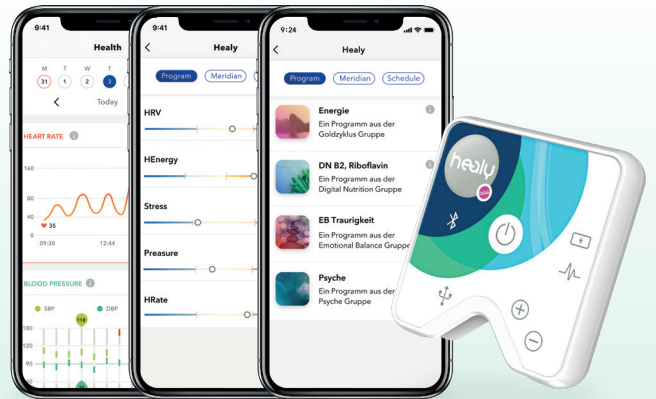 9:41
Health
M T W T
31 1 2 3
Today
HEART RATE
160
80
40
35
0
09:30 12:44
BLOOD PRESSURE
SBP DBP
118
180
120
90
9:41
Healy
Program Meridian
HRV
HEnergy
Stress
Preasure
HRate
9:24
Healy
Program Meridian Schedule
Energie
Ein Programm aus der
Goldzyklus Gruppe
DN B2, Riboflavin
Ein Programm aus der
Digital Nutrition Gruppe
EB Traurigkeit
Ein Programm aus der
Emotional Balance Gruppe
Psyche
Ein Programm aus der
Psyche Gruppe
healy